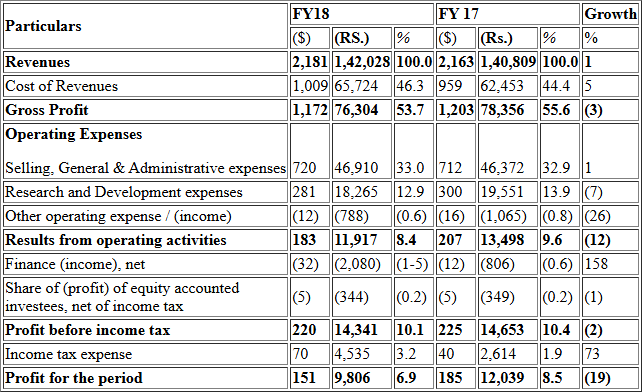 Particulars FY18 FY 17 Growth
($) (RS.) % ($) (Rs.) % %
Revenues 2,181 1,42,028 100.0 2,163 1,40,809 100.0 1
Cost of Revenues 1,009 65,724 46.3 959 62,453 44.4 5
Gross Profit 1,172 76,304 53.7 1,203 78,356 55.6 (3)
Operating Expenses
Selling, General & Administrative expenses 720 46,910 33.0 712 46,372 32.9 1
Research and Development expenses 281 18,265 12.9 300 19,551 13.9 (7)
Other operating expense / (income) (12) (788) (0.6) (16) (1,065) (0.8) (26)
Results from operating activities 183 11,917 8.4 207 13,498 9.6 (12)
Finance (income), net (32) (2,080) (1-5) (12) (806) (0.6) 158
Share of (profit) of equity accounted
investees, net of income tax (5) (344) (0.2) (5) (349) (0.2) (1)
Profit before income tax 220 14,341 10.1 225 14,653 10.4 (2)
Income tax expense 70 4,535 3.2 40 2,614 1.9 73
Profit for the period 151 9,806 6.9 185 12,039 8.5 (19)